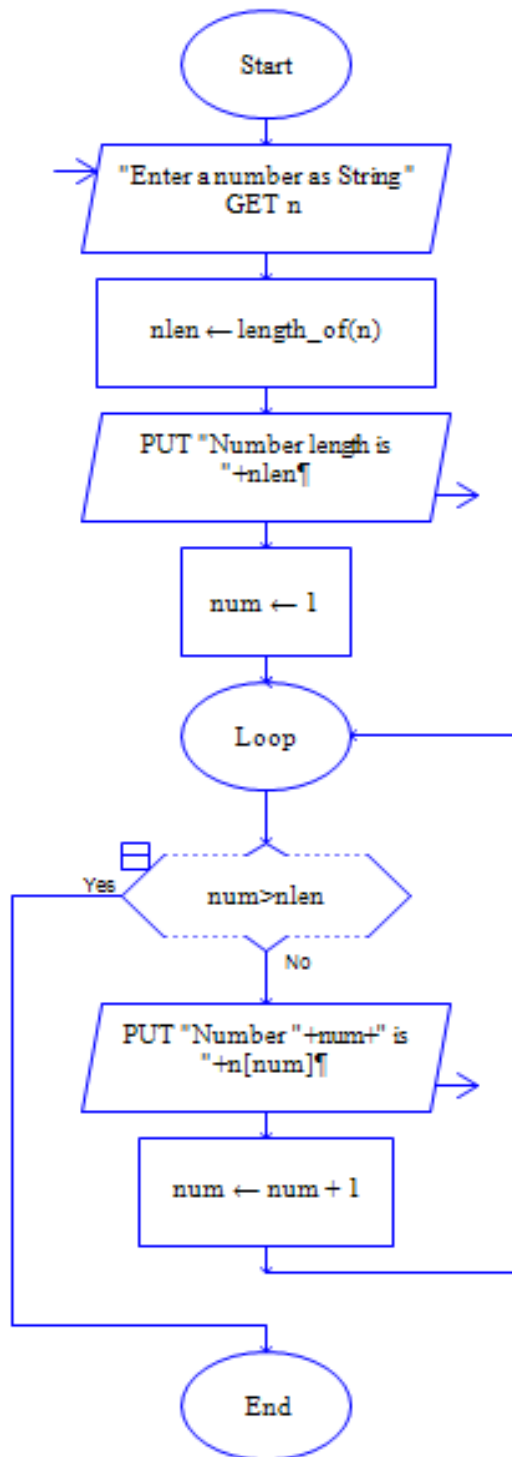 Start
"Enter a number as String"
GET n
nlen ← length_of(n)
PUT "Number length is
"+nlen¶
num ← 1
Loop
Yes
num>nlen
No
PUT "Number "+num+" is
"+n[num]¶
num ← num + 1
End